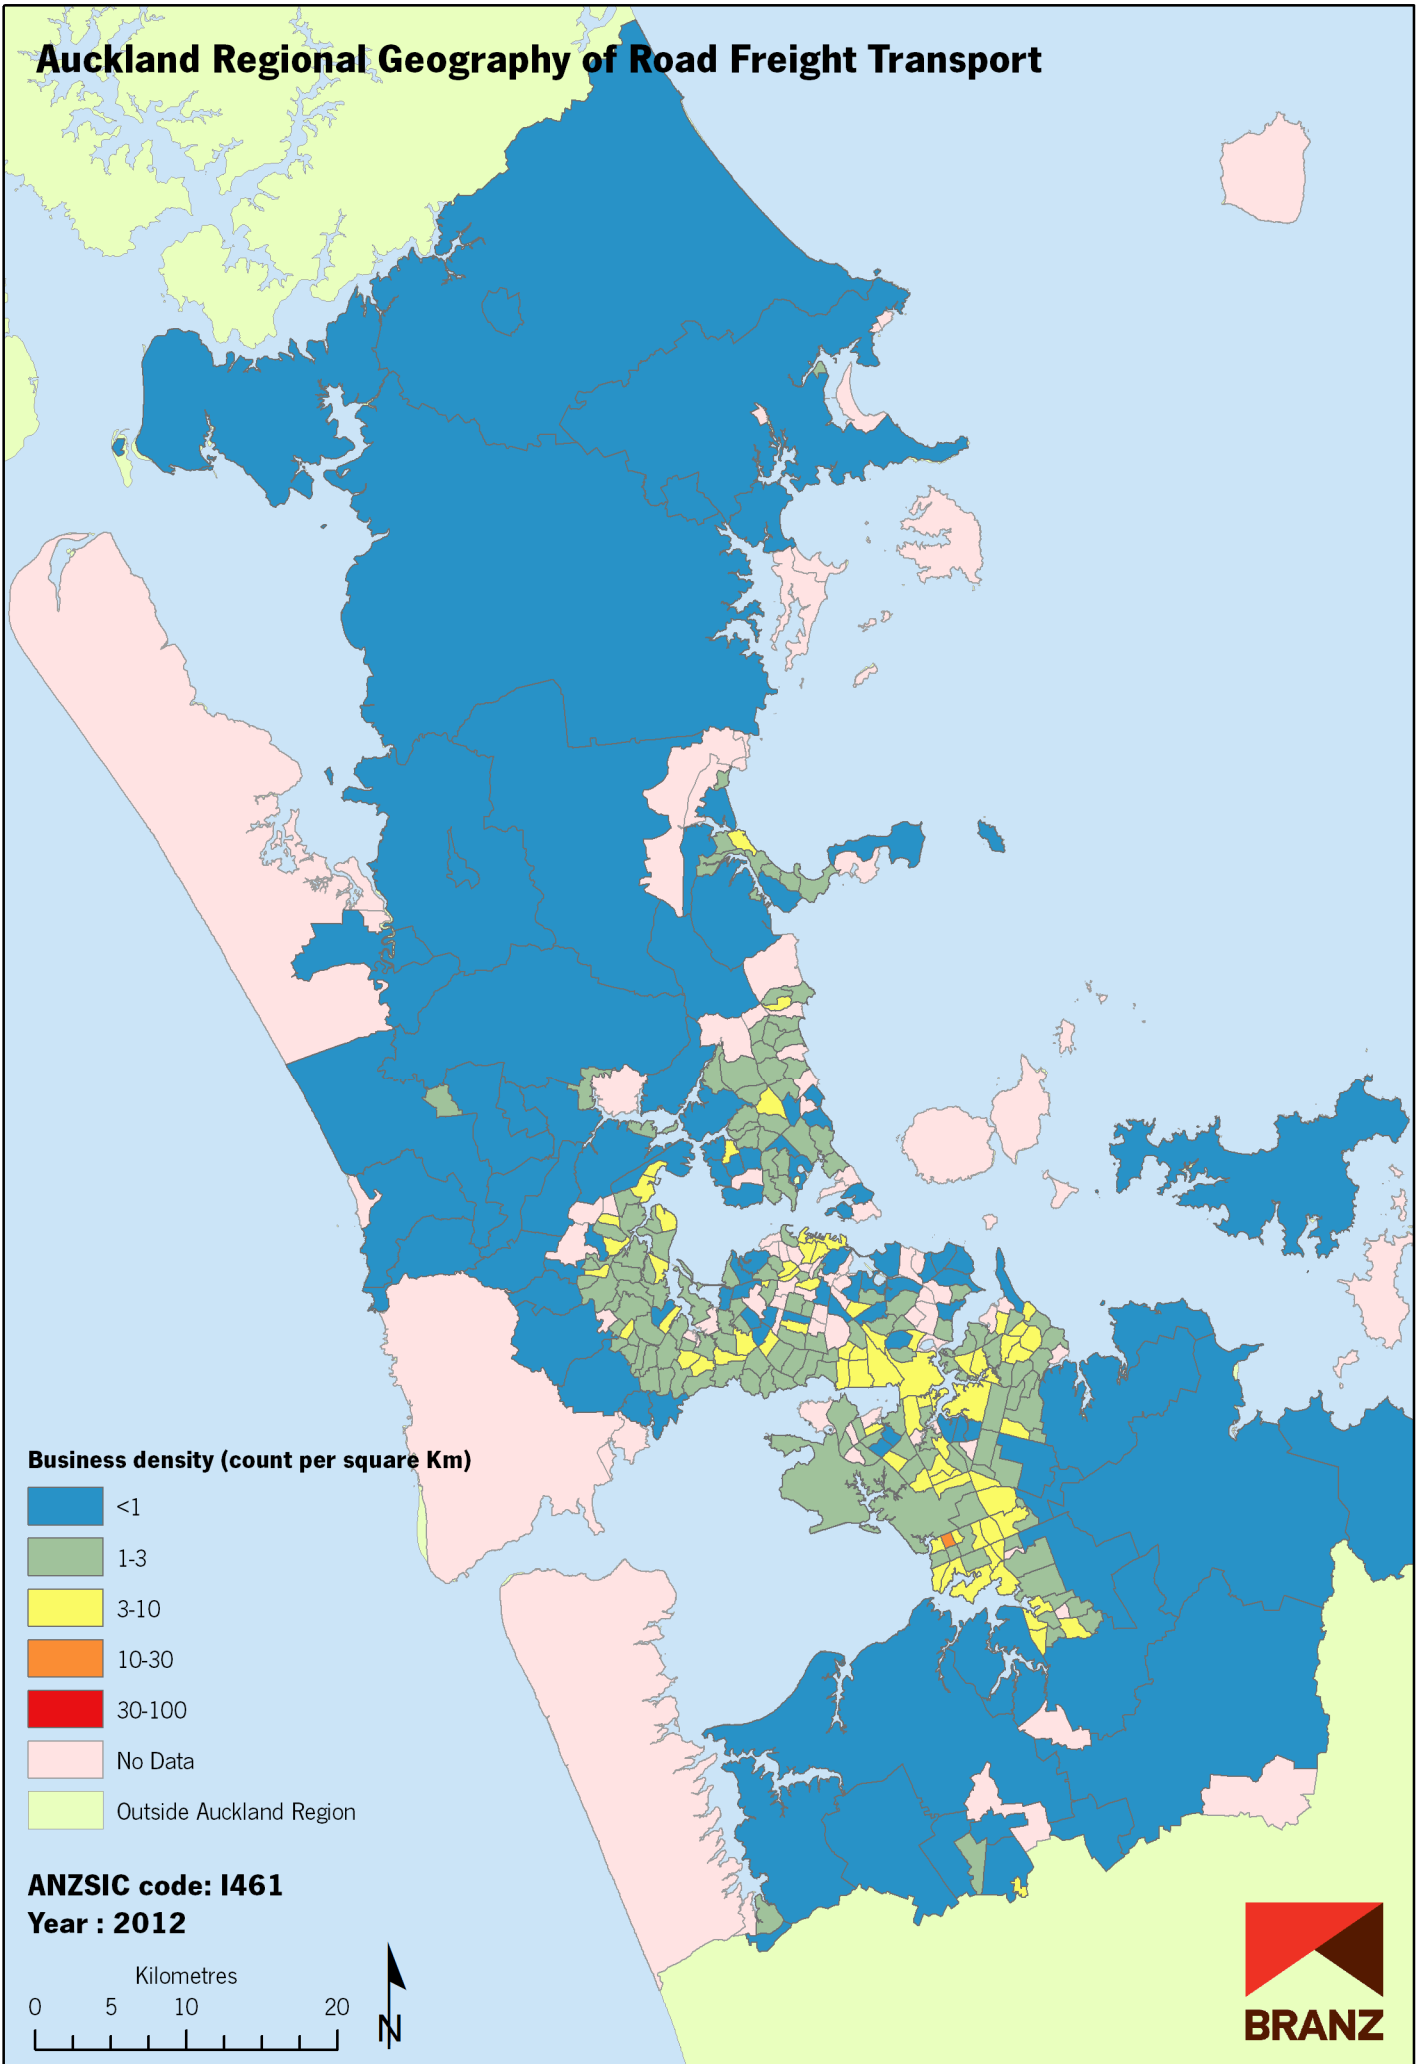 Auckland Regional Geography of Road Freight Transport
Business density (count per square Km)
<1
1-3
3-10
10-30
30-100
No Data
Outside Auckland Region
ANZSIC code: I461
Year : 2012
Kilometres
0 5 10 20
N
BRANZ